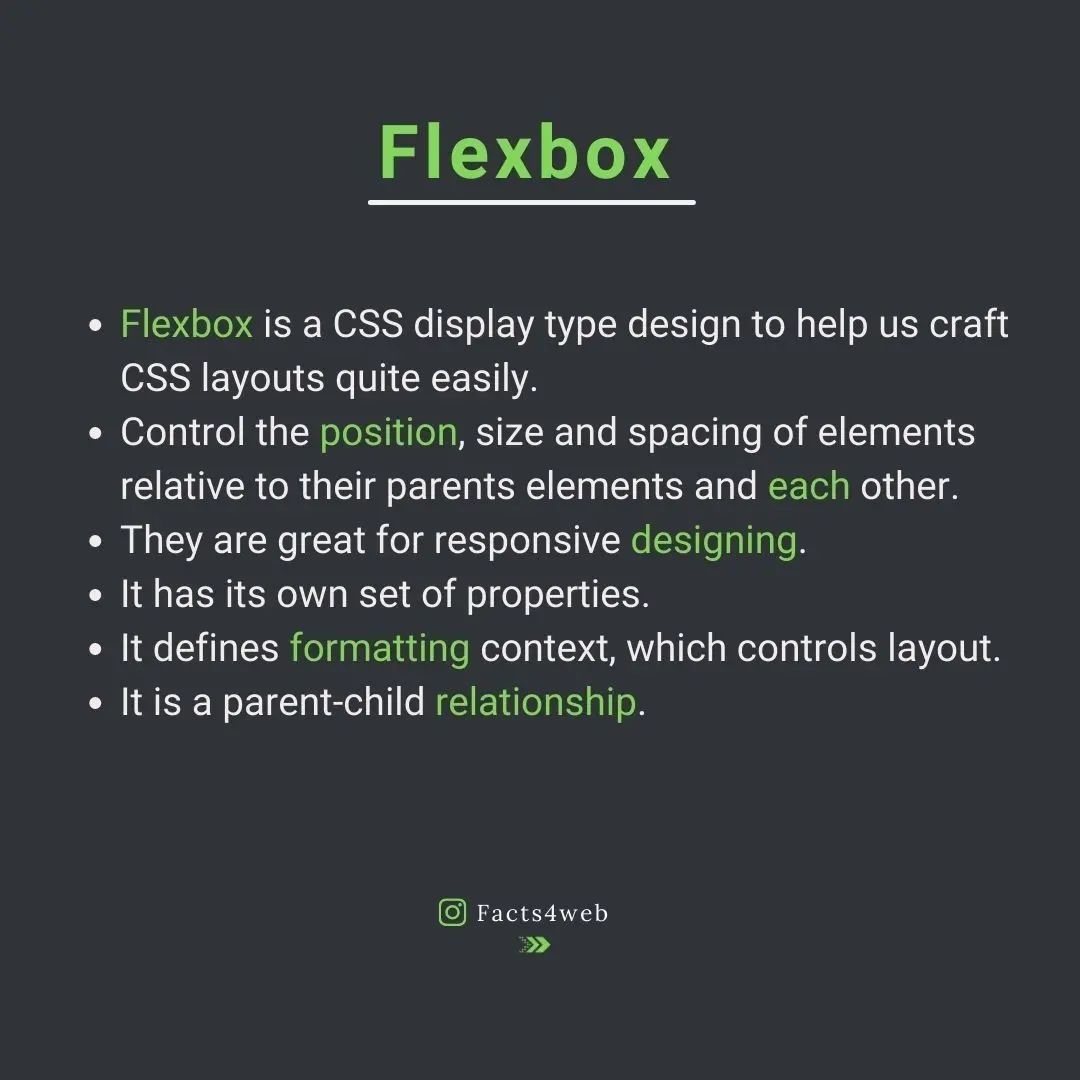 Flexbox
• Flexbox is a CSS display type design to help us craft
CSS layouts quite easily.
• Control the position, size and spacing of elements
relative to their parents elements and each other.
• They are great for responsive designing.
• It has its own set of properties.
• It defines formatting context, which controls layout.
• It is a parent-child relationship.
Facts4web